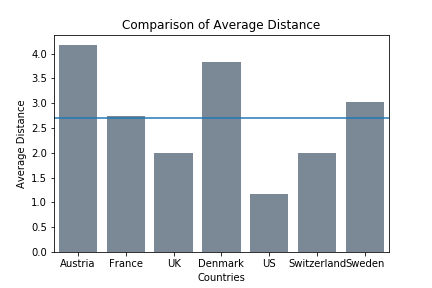 Comparison of Average Distance
4.0
3.5
3.0
2.5
2.0
1.5
1.0
0.5
0.0
Average Distance
Austria France UK Denmark US Switzerland Sweden
Countries